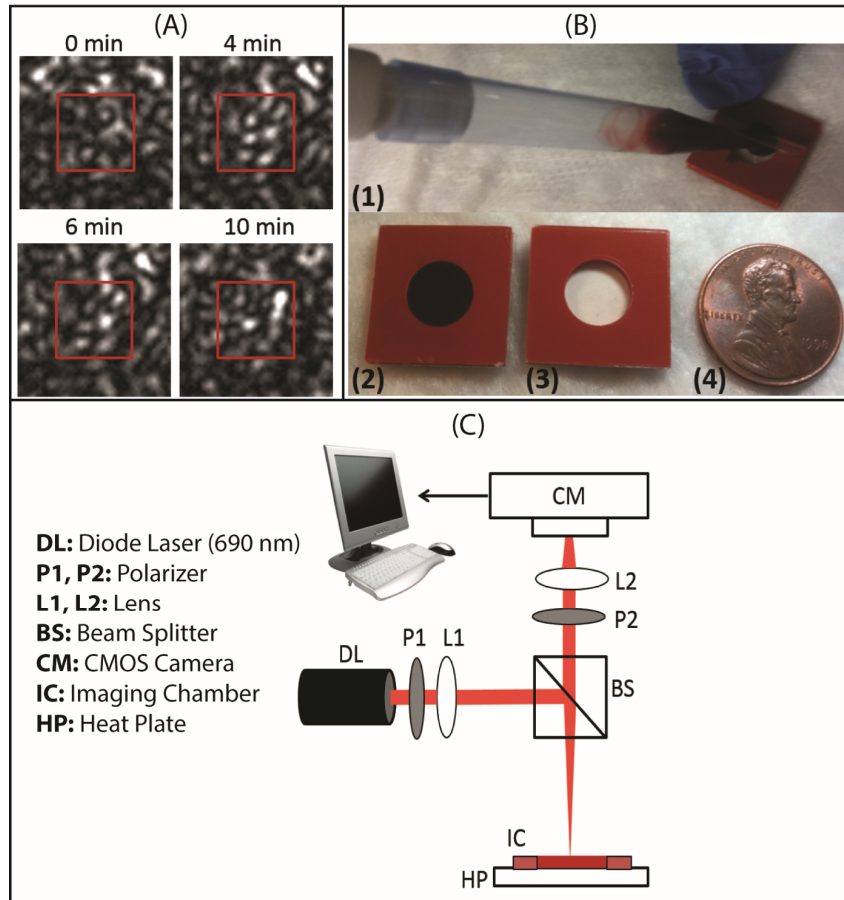 (A)
0 min 4 min
6 min 10 min
(B)
(1)
(2) (3) (4)
LIBERTY 1998
(C)
DL: Diode Laser (690 nm)
P1, P2: Polarizer
L1, L2: Lens
BS: Beam Splitter
CM: CMOS Camera
IC: Imaging Chamber
HP: Heat Plate
CM
L2
P2
P1 L1
DL
BS
IC
HP